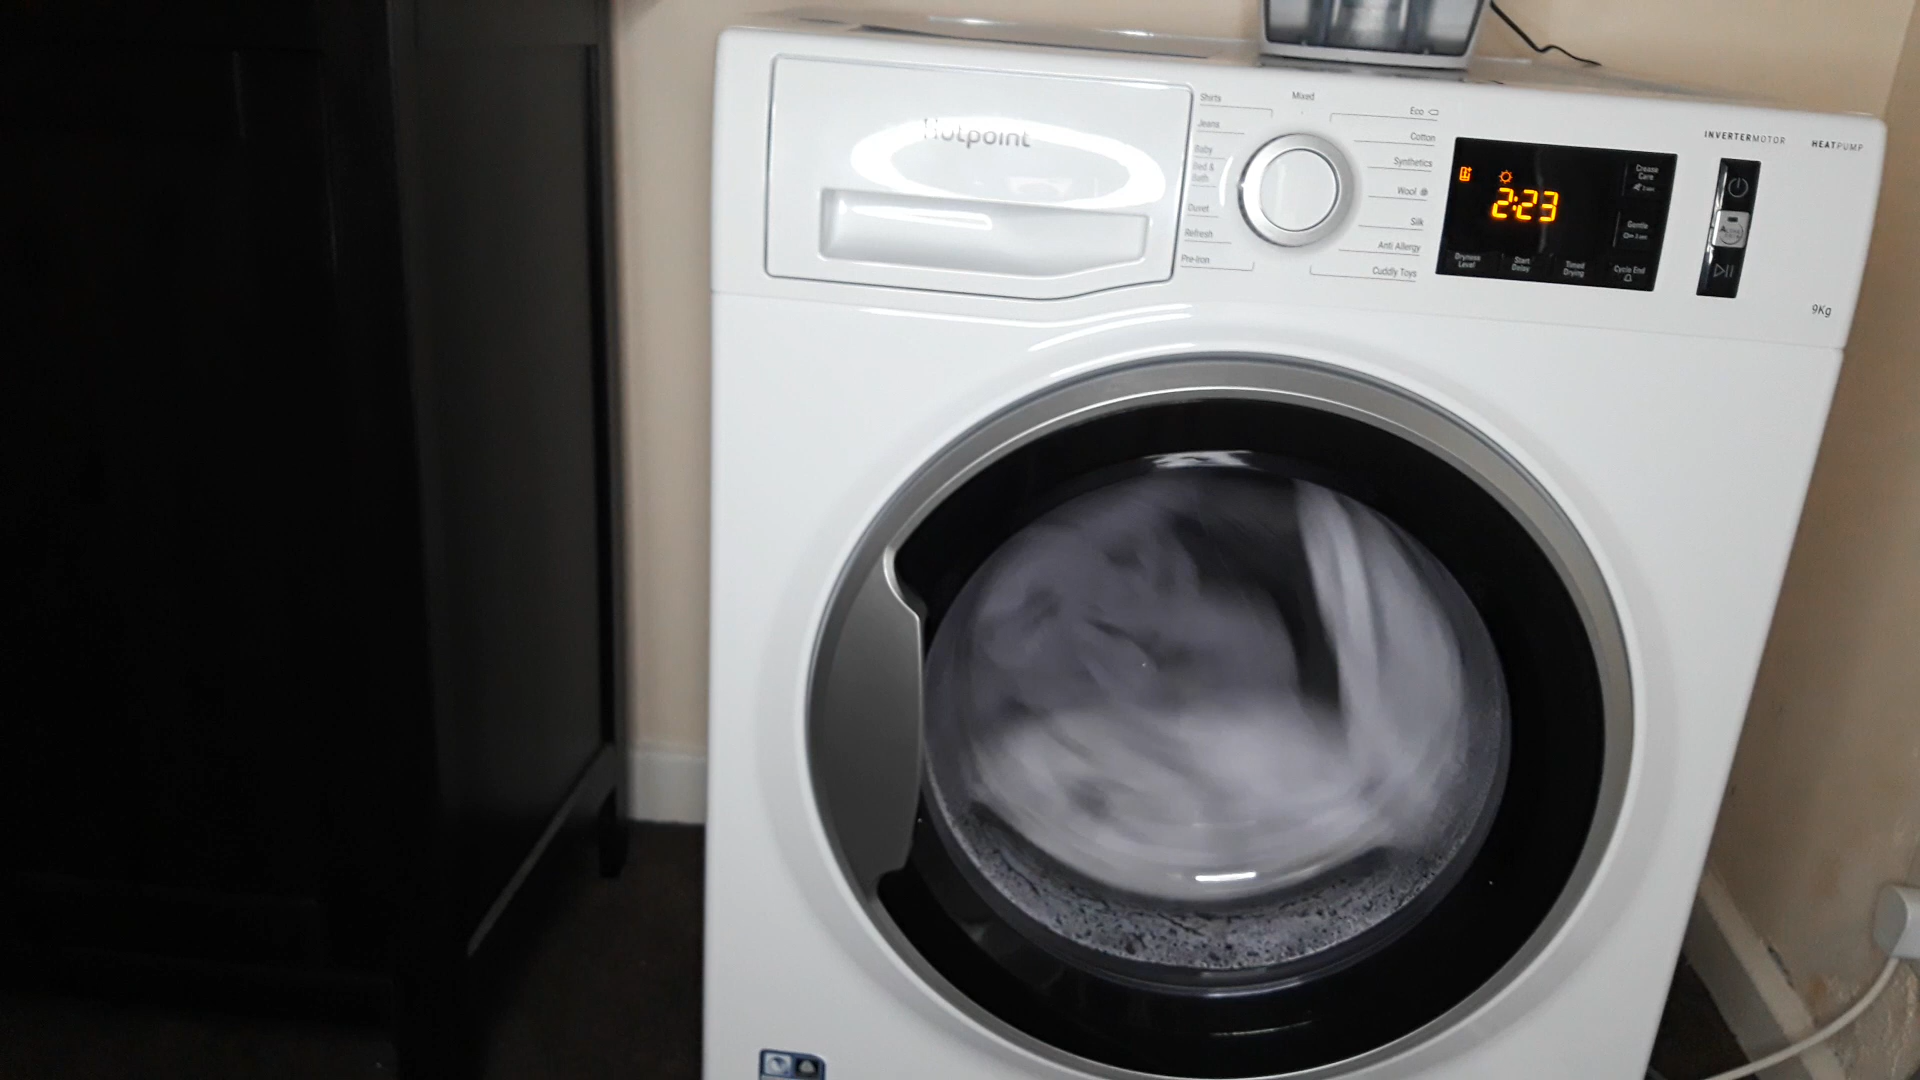 Hotpoint
Shirts
Jeans
Baby
Bed &
Bath
Duvet
Refresh
Pre-Iron
Mixed
Eco
Cotton
Synthetics
Wool
Silk
Anti Allergy
Cuddly Toys
2:23
Crease
Care
Gentle
Dryness
Level
Start
Delay
Timed
Drying
Cycle End
INVERTERMOTOR
HEATPUMP
9Kg